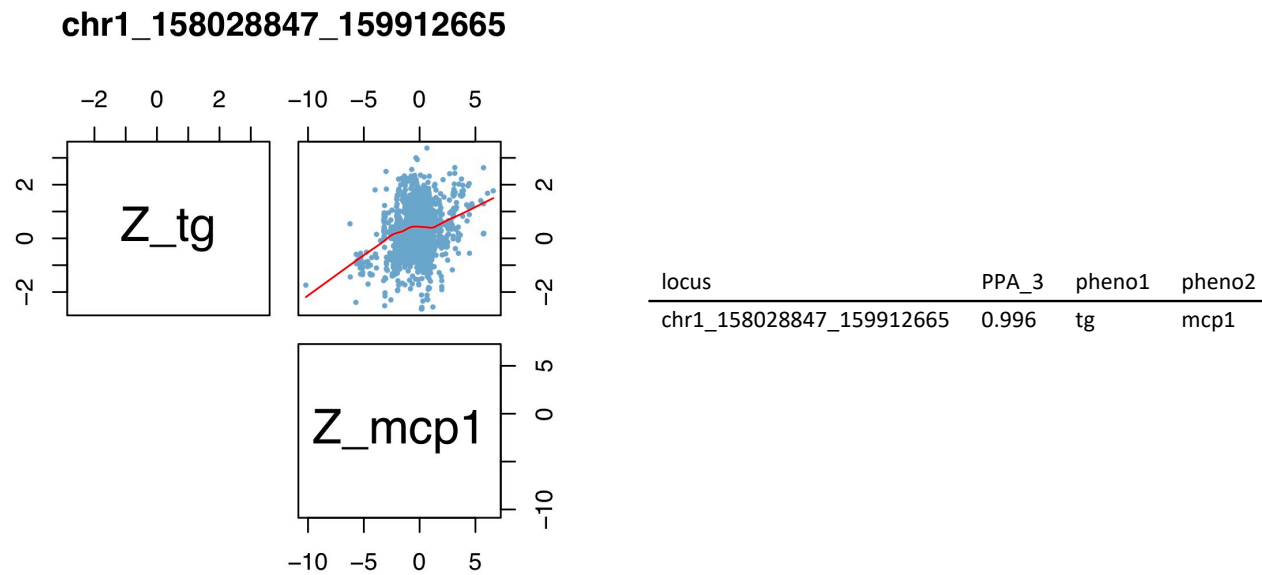 chr1_158028847_159912665
−2 0 2 −10 −5 0 5
2 0 −2 Z_tg 2 0 −2
locus PPA_3 pheno1 pheno2
chr1_158028847_159912665 0.996 tg mcp1
Z_mcp1 5 0 −10
−10 −5 0 5